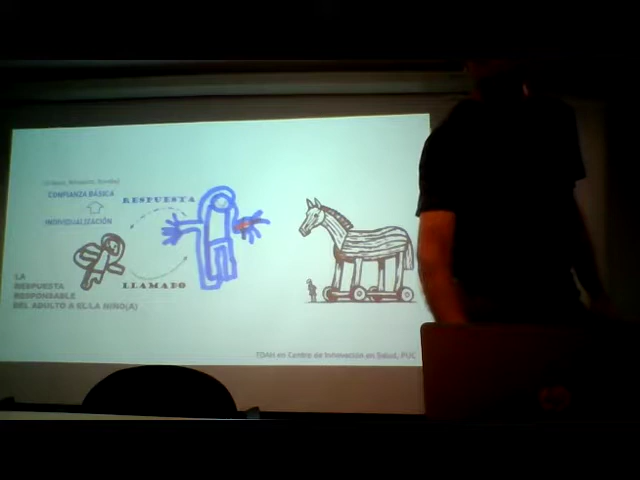 CONFIANZA BÁSICA
RESPUESTA
INDIVIDUALIZACIÓN
LLAMADO
LA
RESPUESTA
RESPONSABLE
DEL ADULTO A EL/LA NIÑO(A)
TDAH en Centro de Innovación en Salud, PUC